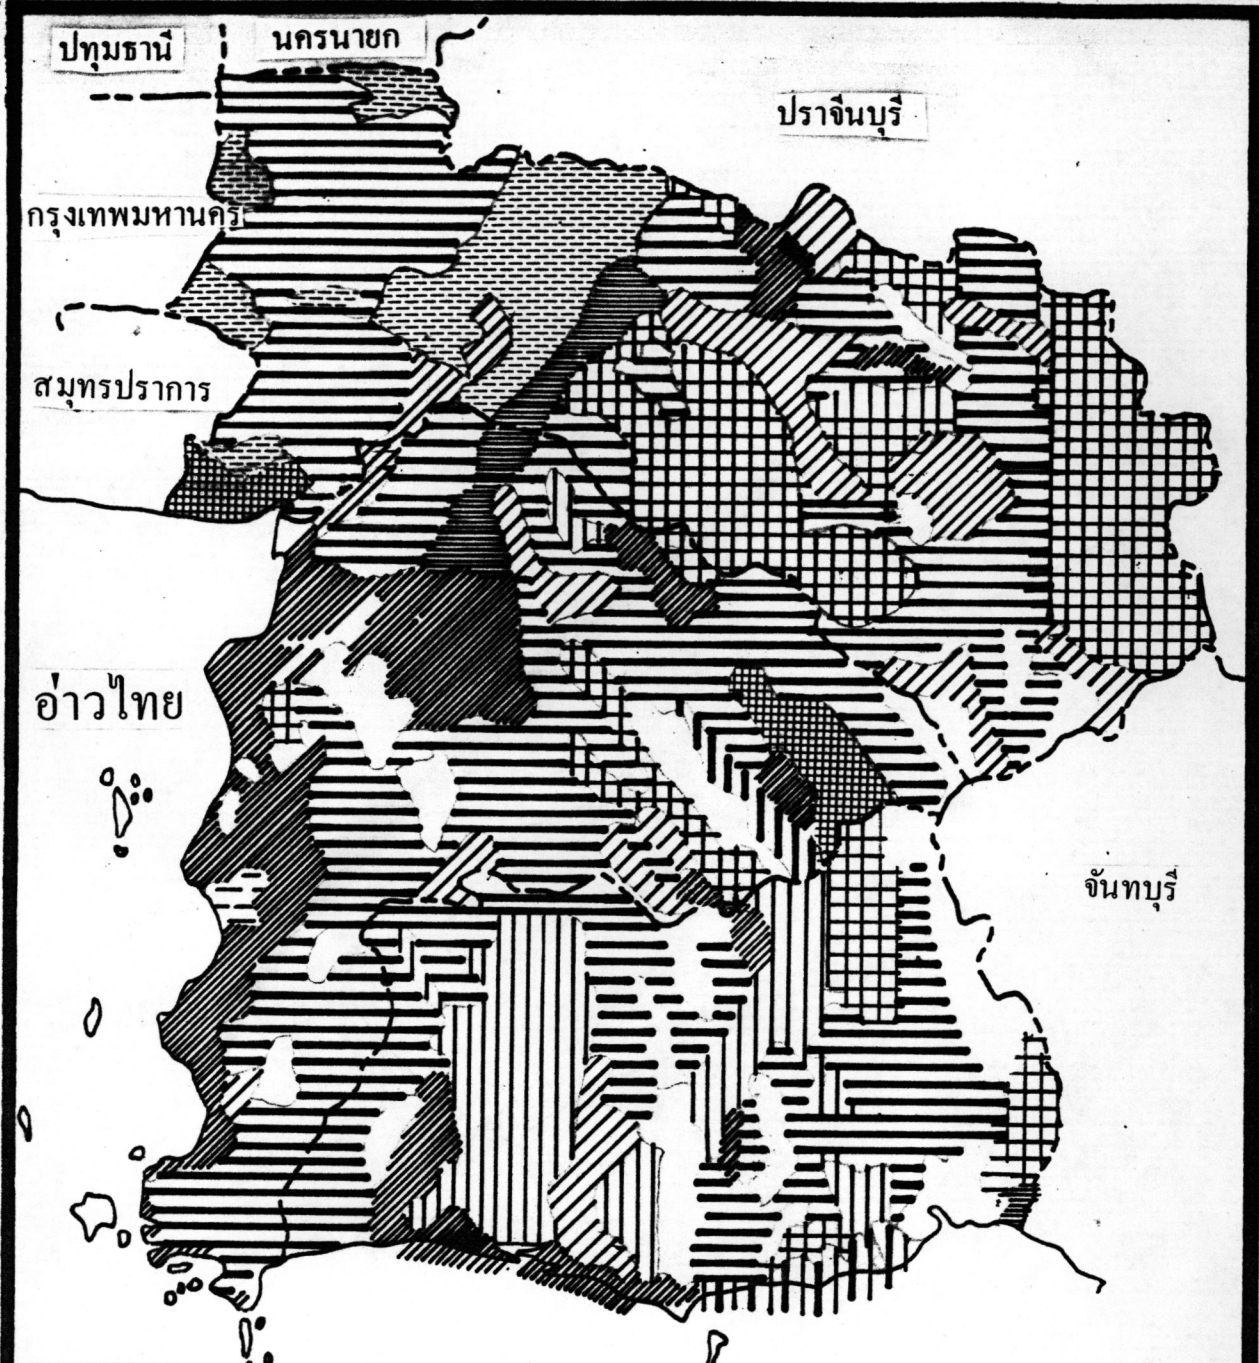 ปทุมธานี
นครนายก
ปราจีนบุรี
กรุงเทพมหานคร
สมุทรปราการ
อ่าวไทย
จันทบุรี